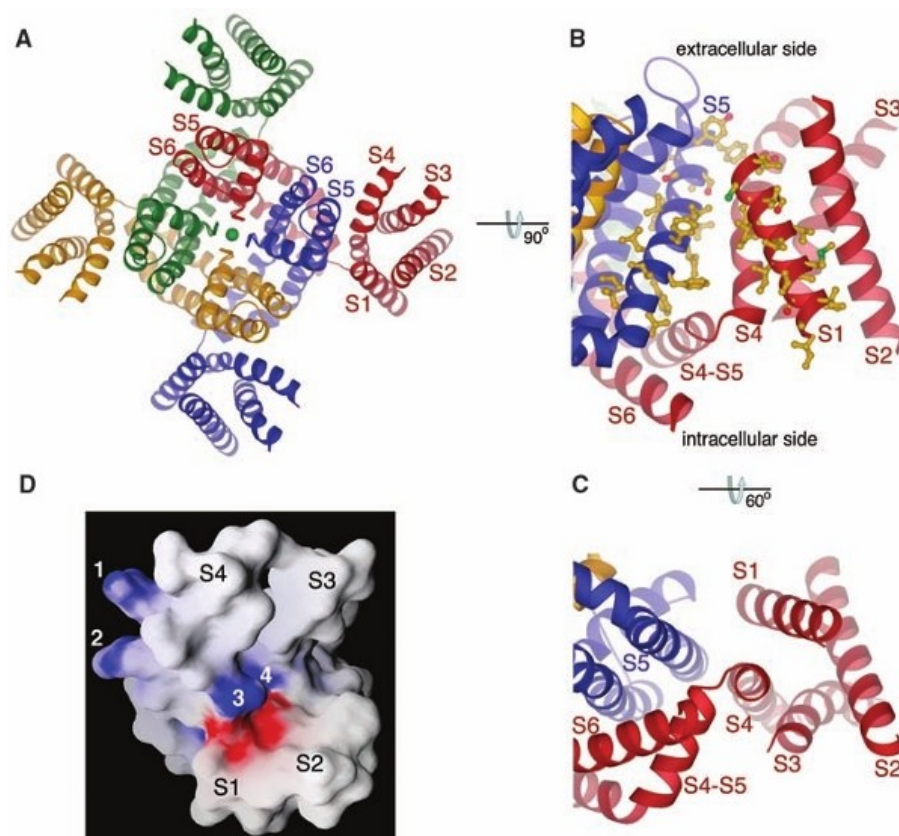 A
S5
S6
S6
S5
S4
S3
S2
S1
90°
B
extracellular side
S5
S3
S4
S1
S2
S4-S5
S6
intracellular side
D
1
2
S4
S3
4
3
S1
S2
60°
C
S1
S5
S6
S4
S3
S2
S4-S5